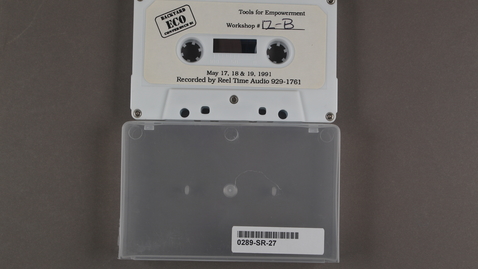 BACKYARD
ECO
CONFERENCE 91
Tools for Empowerment
Workshop # 12-B
May 17, 18 & 19, 1991
Recorded by Reel Time Audio 929-1761
0289-SR-27